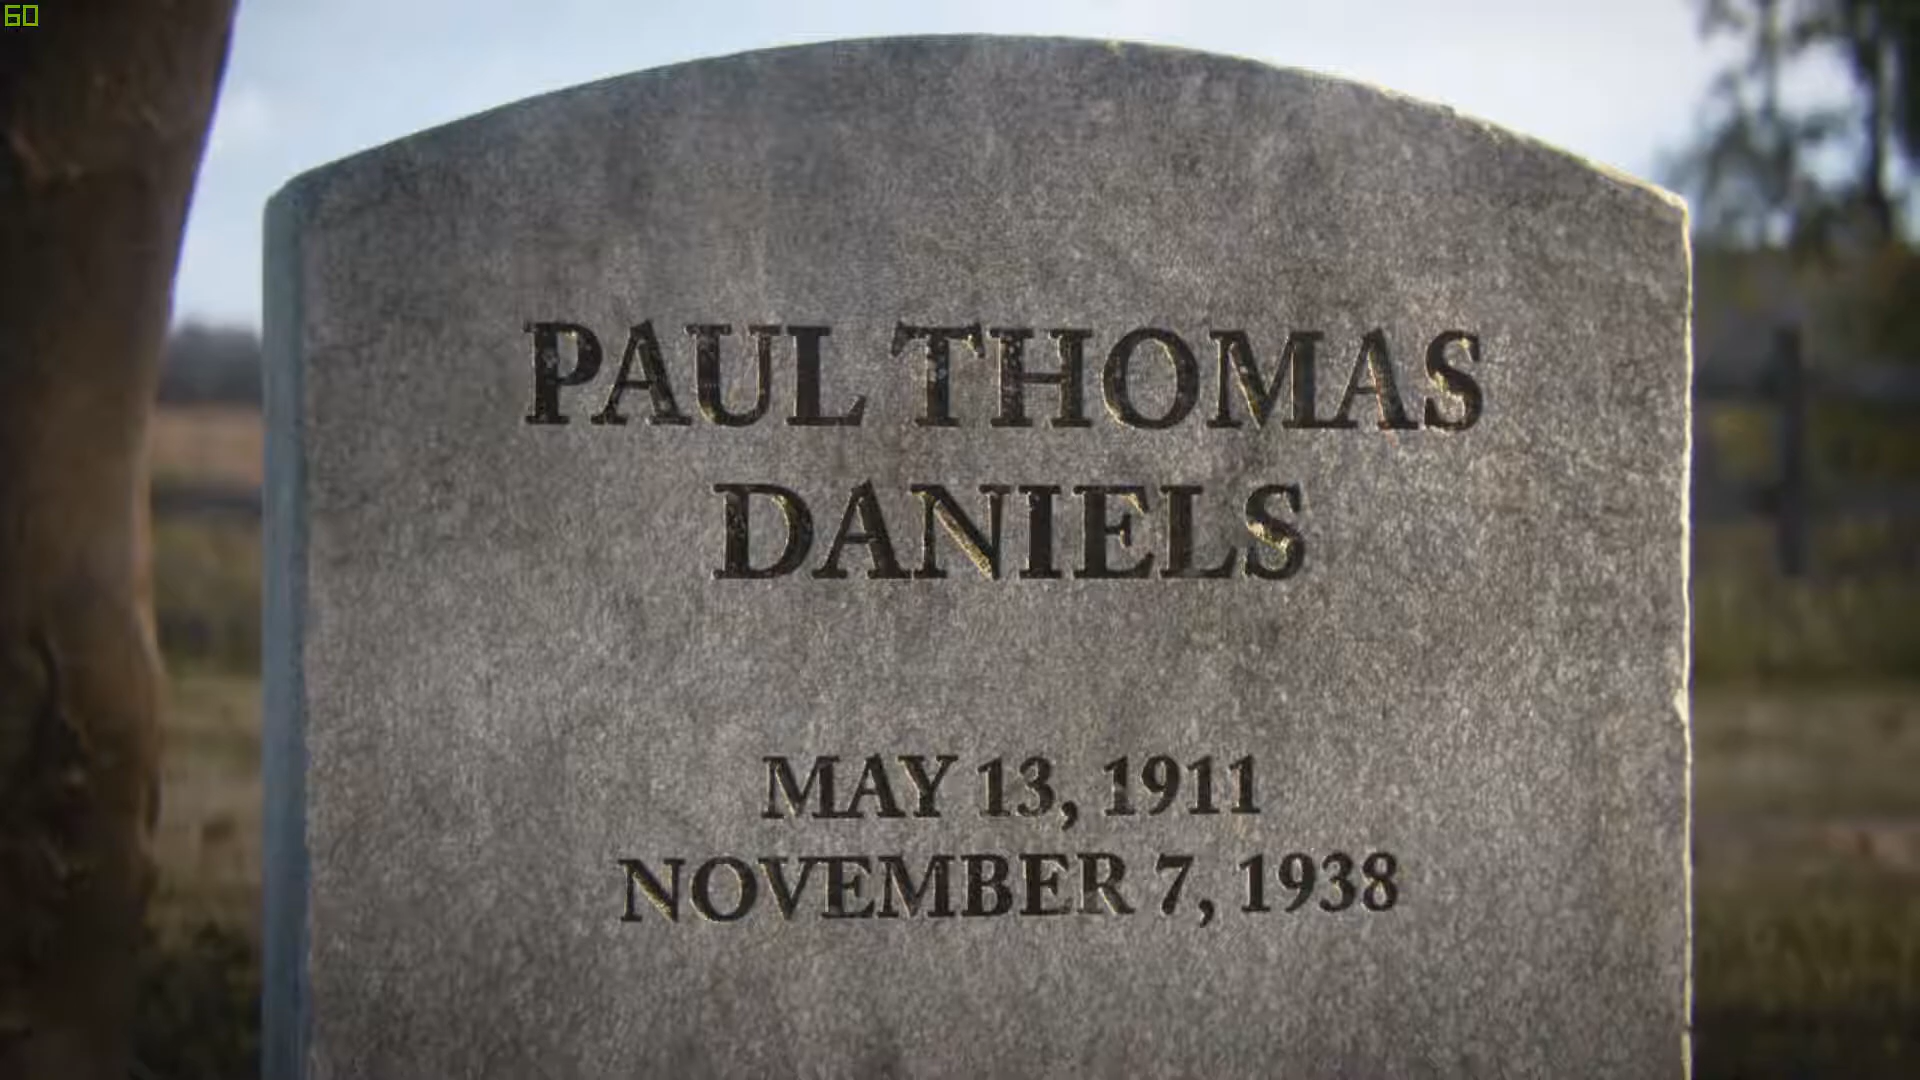 60
PAUL THOMAS
DANIELS
MAY 13, 1911
NOVEMBER 7, 1938